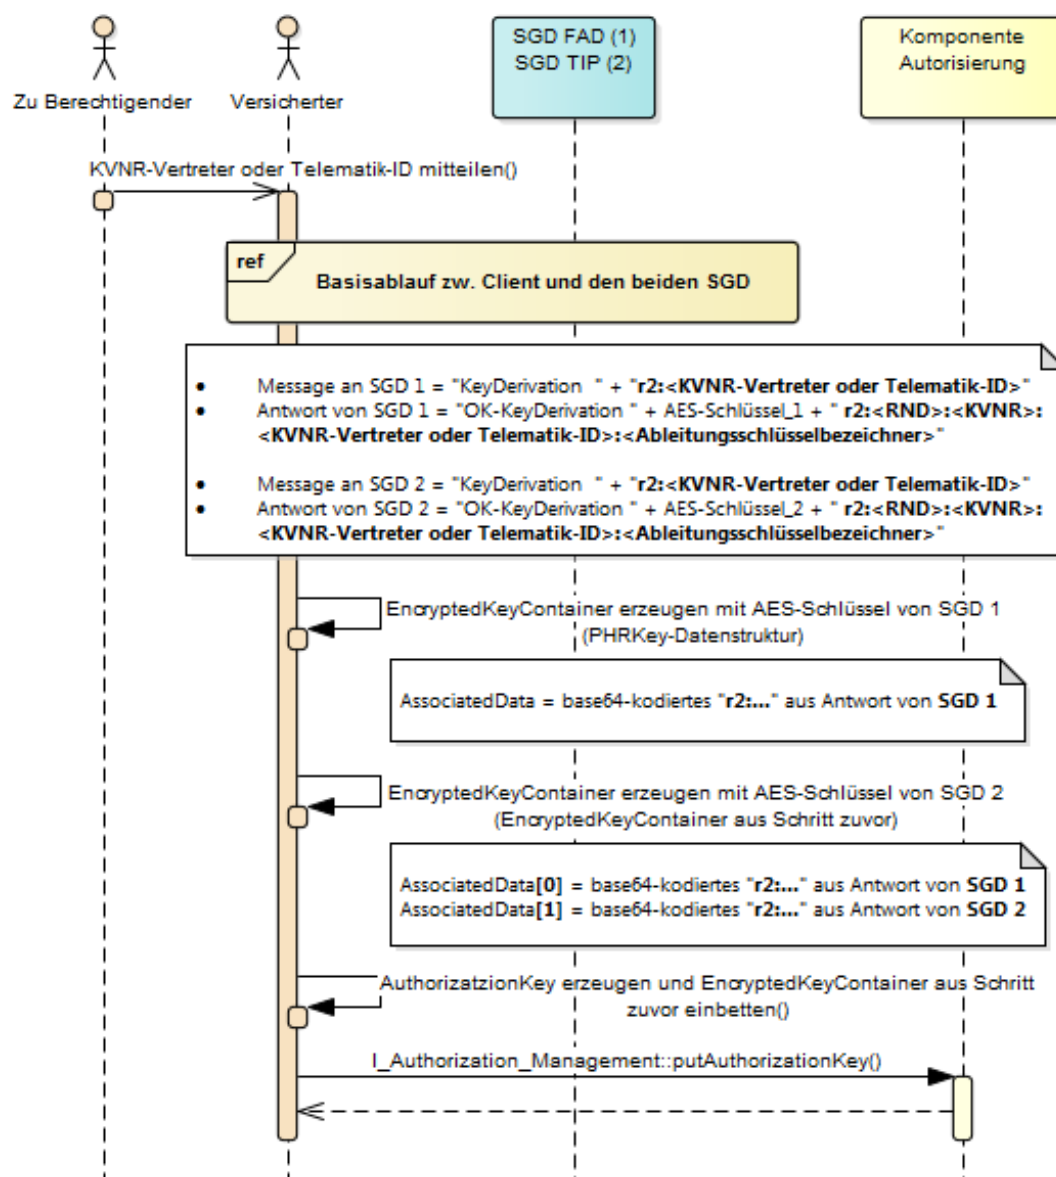 SGD FAD (1)
SGD TIP (2)
Komponente
Autorisierung
Zu Berechtigender
Versicherter
KVNR-Vertreter oder Telematik-ID mitteilen()
ref
Basisablauf zw. Client und den beiden SGD
• Message an SGD 1 = "KeyDerivation " + "r2:<KVNR-Vertreter oder Telematik-ID>"
• Antwort von SGD 1 = "OK-KeyDerivation " + AES-Schlüssel_1 + " r2:<RND>:<KVNR>:
<KVNR-Vertreter oder Telematik-ID>:<Ableitungsschlüsselbezeichner>"
• Message an SGD 2 = "KeyDerivation " + "r2:<KVNR-Vertreter oder Telematik-ID>"
• Antwort von SGD 2 = "OK-KeyDerivation " + AES-Schlüssel_2 + " r2:<RND>:<KVNR>:
<KVNR-Vertreter oder Telematik-ID>:<Ableitungsschlüsselbezeichner>"
EncryptedKeyContainer erzeugen mit AES-Schlüssel von SGD 1
(PHRKey-Datenstruktur)
AssociatedData = base64-kodiertes "r2:..." aus Antwort von SGD 1
EncryptedKeyContainer erzeugen mit AES-Schlüssel von SGD 2
(EncryptedKeyContainer aus Schritt zuvor)
AssociatedData[0] = base64-kodiertes "r2:..." aus Antwort von SGD 1
AssociatedData[1] = base64-kodiertes "r2:..." aus Antwort von SGD 2
AuthorizatzionKey erzeugen und EncryptedKeyContainer aus Schritt
zuvor einbetten()
I_Authorization_Management::putAuthorizationKey()